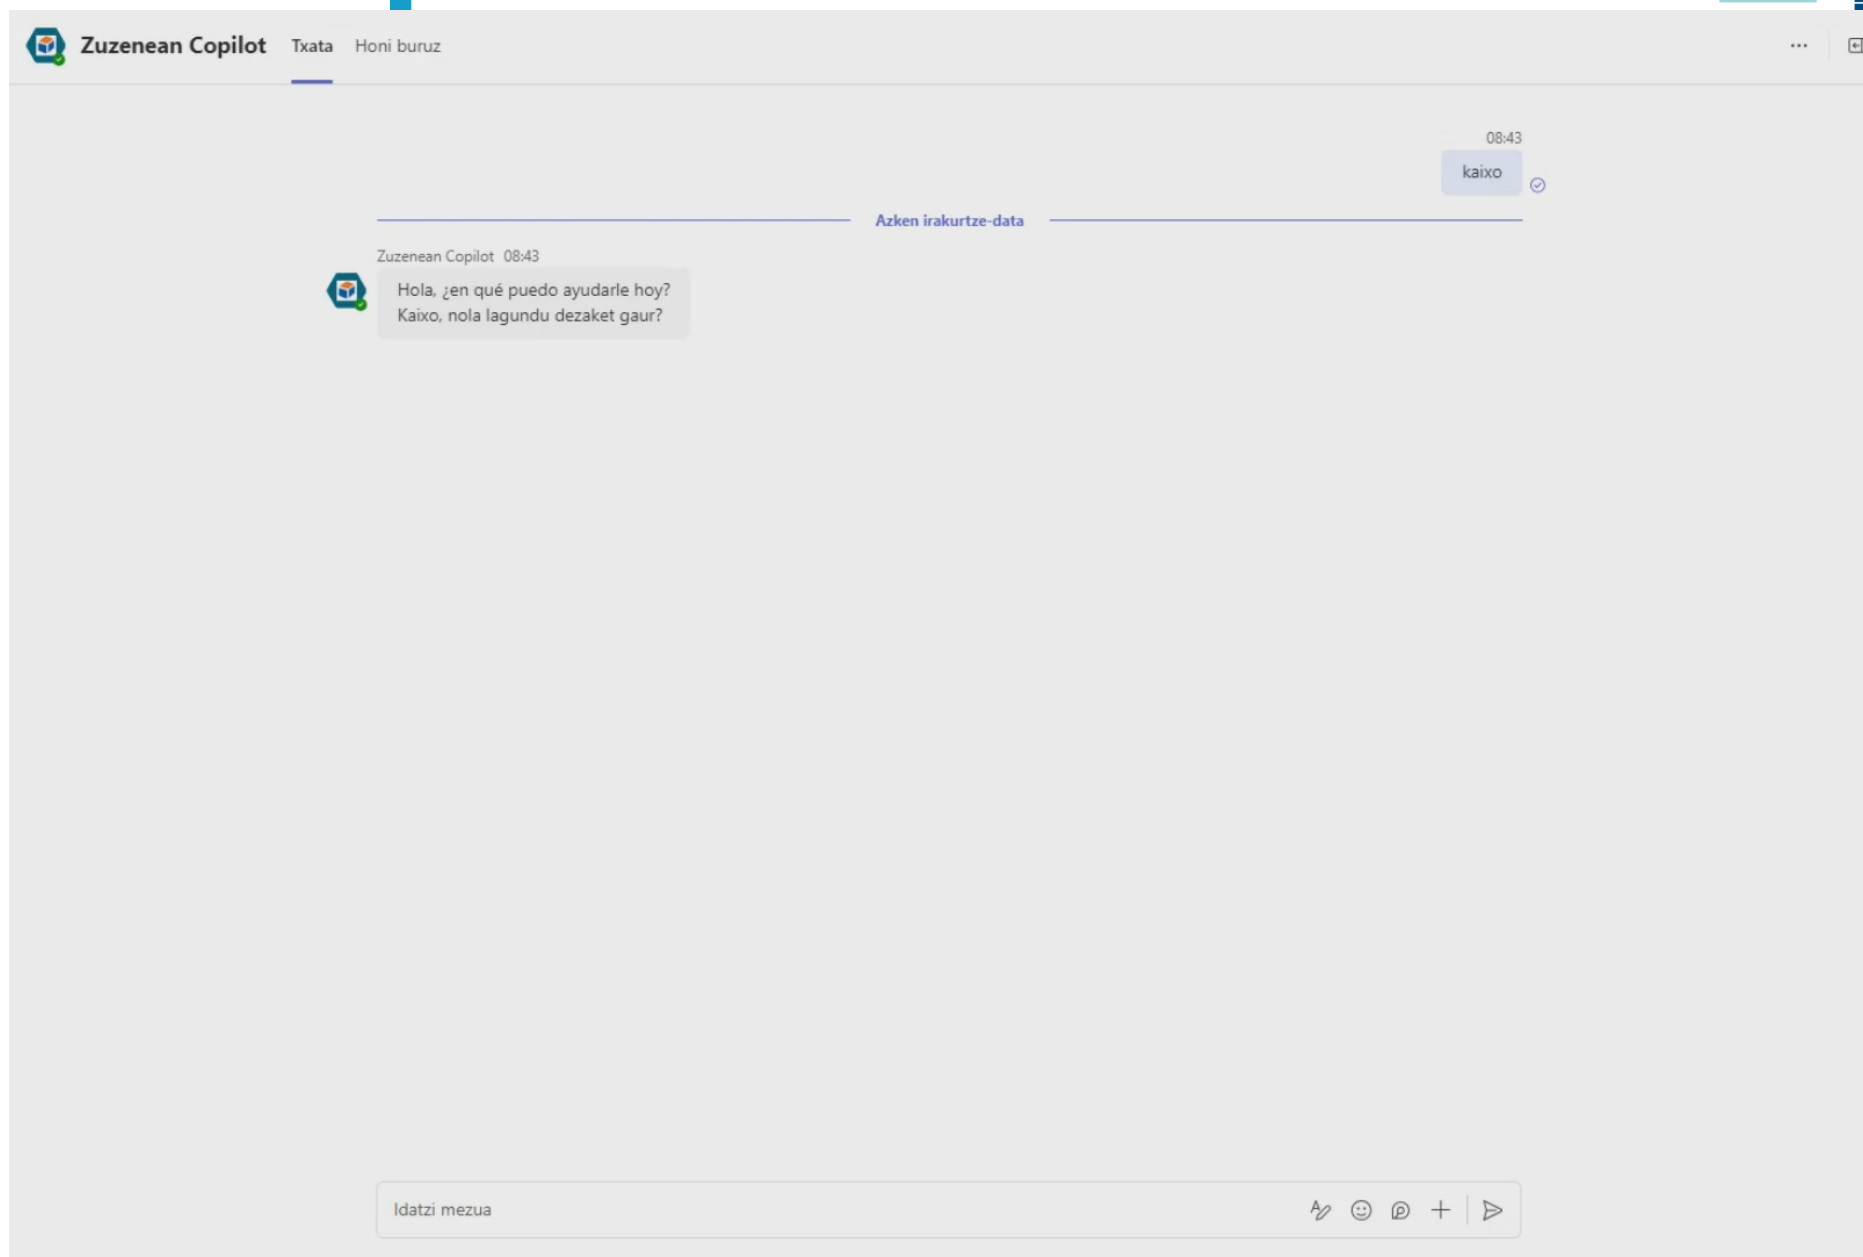 Zuzenean Copilot Txata Honi buruz
08:43
kaixo
Azken irakurtze-data
Zuzenean Copilot 08:43
Hola, ¿en qué puedo ayudarle hoy?
Kaixo, nola lagundu dezaket gaur?
Idatzi mezua